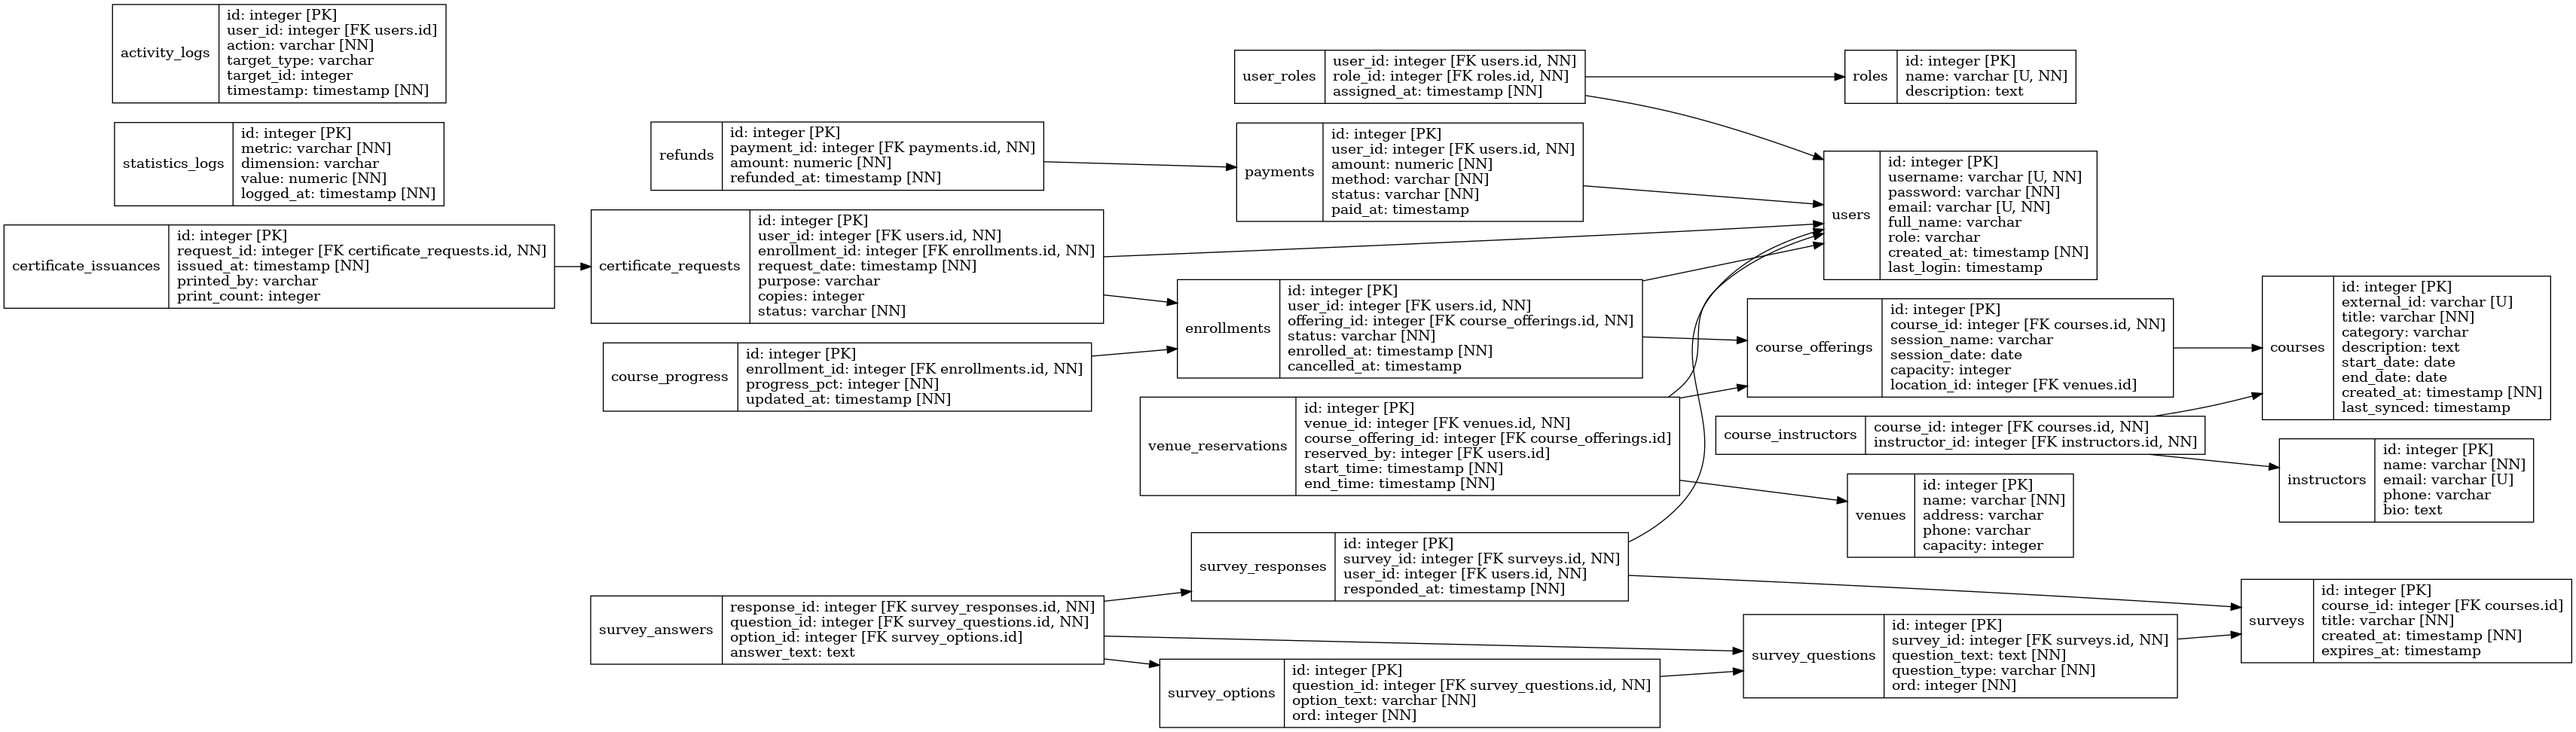 activity_logs
id: integer [PK]
user_id: integer [FK users.id]
action: varchar [NN]
target_type: varchar
target_id: integer
timestamp: timestamp [NN]
statistics_logs
id: integer [PK]
metric: varchar [NN]
dimension: varchar
value: numeric [NN]
logged_at: timestamp [NN]
certificate_issuances
id: integer [PK]
request_id: integer [FK certificate_requests.id, NN]
issued_at: timestamp [NN]
printed_by: varchar
print_count: integer
refunds
id: integer [PK]
payment_id: integer [FK payments.id, NN]
amount: numeric [NN]
refunded_at: timestamp [NN]
certificate_requests
id: integer [PK]
user_id: integer [FK users.id, NN]
enrollment_id: integer [FK enrollments.id, NN]
request_date: timestamp [NN]
purpose: varchar
copies: integer
status: varchar [NN]
course_progress
id: integer [PK]
enrollment_id: integer [FK enrollments.id, NN]
progress_pct: integer [NN]
updated_at: timestamp [NN]
survey_answers
response_id: integer [FK survey_responses.id, NN]
question_id: integer [FK survey_questions.id, NN]
option_id: integer [FK survey_options.id]
answer_text: text
user_roles
user_id: integer [FK users.id, NN]
role_id: integer [FK roles.id, NN]
assigned_at: timestamp [NN]
payments
id: integer [PK]
user_id: integer [FK users.id, NN]
amount: numeric [NN]
method: varchar [NN]
status: varchar [NN]
paid_at: timestamp
enrollments
id: integer [PK]
user_id: integer [FK users.id, NN]
offering_id: integer [FK course_offerings.id, NN]
status: varchar [NN]
enrolled_at: timestamp [NN]
cancelled_at: timestamp
venue_reservations
id: integer [PK]
venue_id: integer [FK venues.id, NN]
course_offering_id: integer [FK course_offerings.id]
reserved_by: integer [FK users.id]
start_time: timestamp [NN]
end_time: timestamp [NN]
survey_responses
id: integer [PK]
survey_id: integer [FK surveys.id, NN]
user_id: integer [FK users.id, NN]
responded_at: timestamp [NN]
survey_options
id: integer [PK]
question_id: integer [FK survey_questions.id, NN]
option_text: varchar [NN]
ord: integer [NN]
roles
id: integer [PK]
name: varchar [U, NN]
description: text
users
id: integer [PK]
username: varchar [U, NN]
password: varchar [NN]
email: varchar [U, NN]
full_name: varchar
role: varchar
created_at: timestamp [NN]
last_login: timestamp
course_offerings
id: integer [PK]
course_id: integer [FK courses.id, NN]
session_name: varchar
session_date: date
capacity: integer
location_id: integer [FK venues.id]
course_instructors
course_id: integer [FK courses.id, NN]
instructor_id: integer [FK instructors.id, NN]
venues
id: integer [PK]
name: varchar [NN]
address: varchar
phone: varchar
capacity: integer
survey_questions
id: integer [PK]
survey_id: integer [FK surveys.id, NN]
question_text: text [NN]
question_type: varchar [NN]
ord: integer [NN]
courses
id: integer [PK]
external_id: varchar [U]
title: varchar [NN]
category: varchar
description: text
start_date: date
end_date: date
created_at: timestamp [NN]
last_synced: timestamp
instructors
id: integer [PK]
name: varchar [NN]
email: varchar [U]
phone: varchar
bio: text
surveys
id: integer [PK]
course_id: integer [FK courses.id]
title: varchar [NN]
created_at: timestamp [NN]
expires_at: timestamp